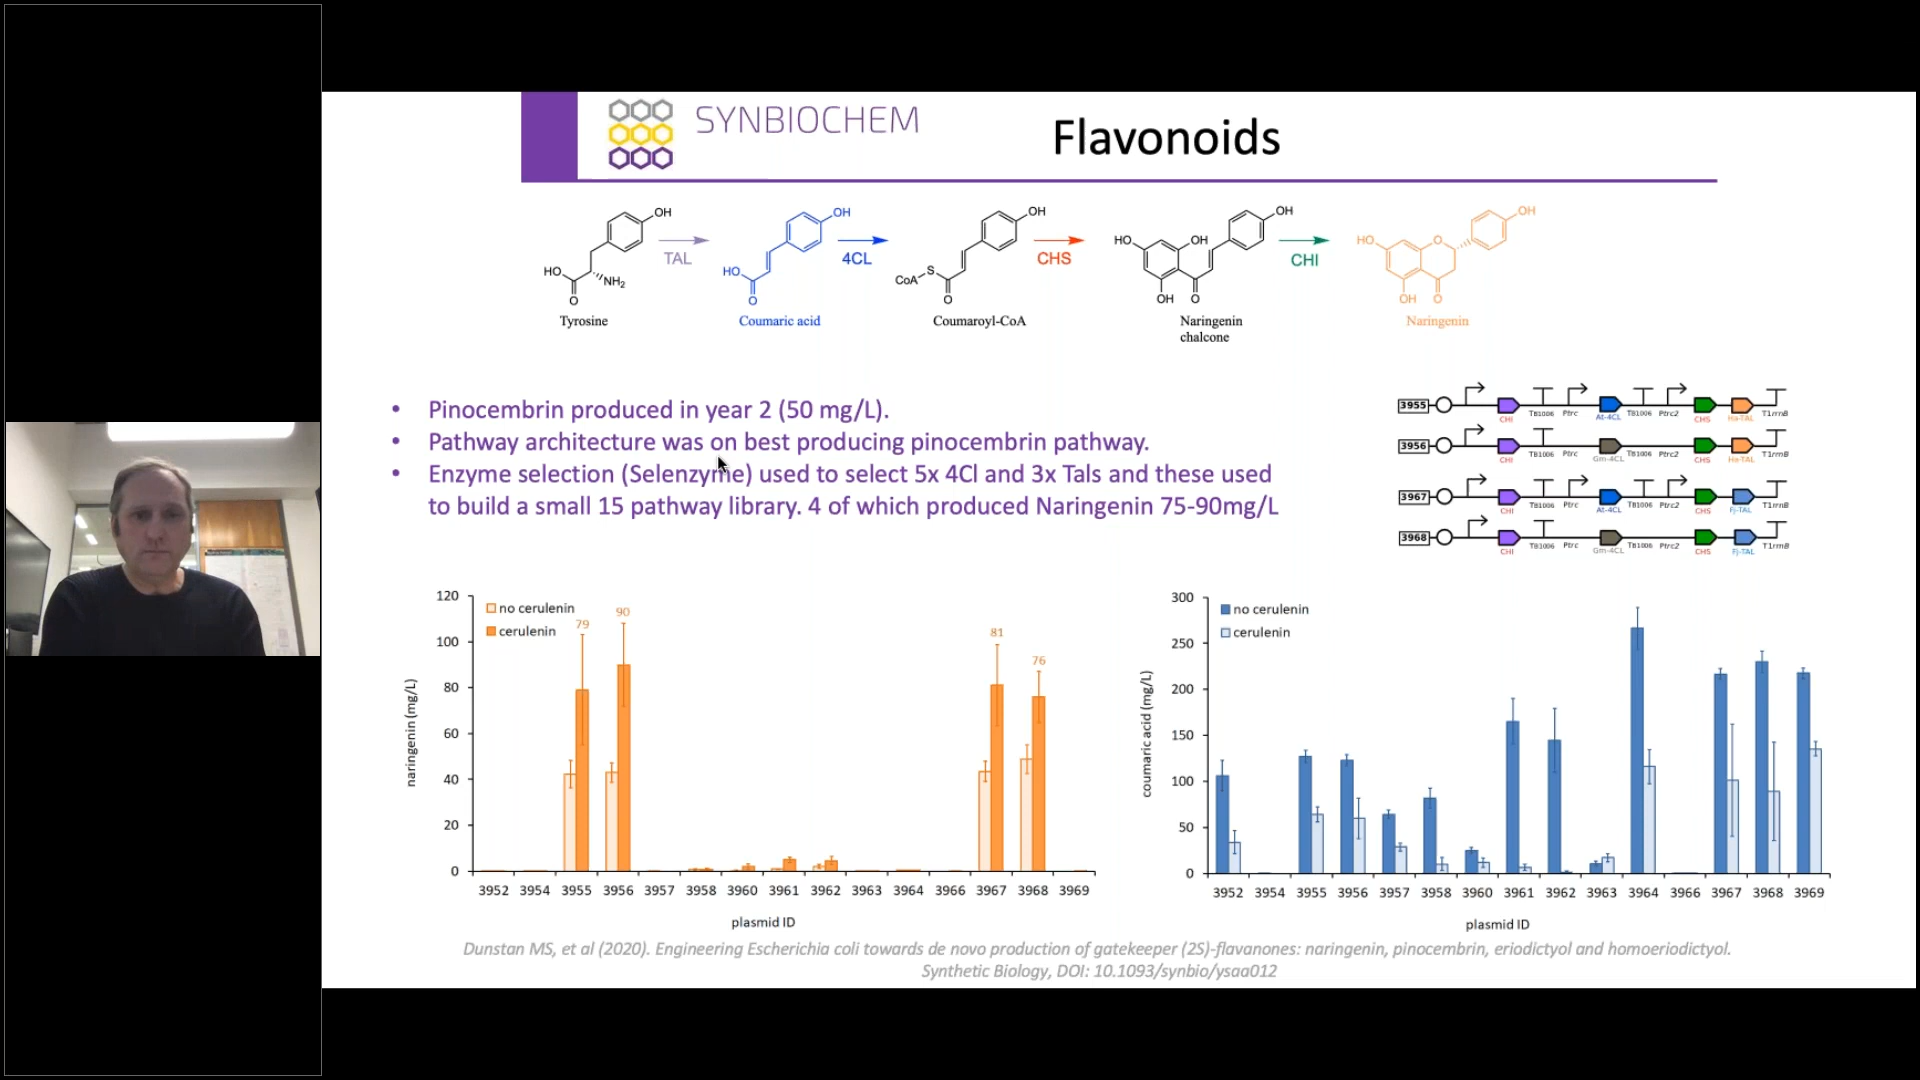 SYNBIOCHEM
Flavonoids
OH
HO
NH2
O
Tyrosine
TAL
OH
HO
O
Coumaric acid
4CL
OH
CoA
S
O
Coumaroyl-CoA
CHS
HO
OH
OH
OH
O
Naringenin
chalcone
CHI
HO
O
OH
OH
O
Naringenin
• Pinocembrin produced in year 2 (50 mg/L).
• Pathway architecture was on best producing pinocembrin pathway.
• Enzyme selection (Selenzyme) used to select 5x 4Cl and 3x Tals and these used
to build a small 15 pathway library. 4 of which produced Naringenin 75-90mg/L
3955
CHI TB1006 Ptrc At-4CL TB1006 Ptrc2 CHS Ha-TAL T1rrnB
3956
CHI TB1006 Ptrc Gm-4CL TB1006 Ptrc2 CHS Ha-TAL T1rrnB
3967
CHI TB1006 Ptrc At-4CL TB1006 Ptrc2 CHS Fj-TAL T1rrnB
3968
CHI TB1006 Ptrc Gm-4CL TB1006 Ptrc2 CHS Fj-TAL T1rrnB
naringenin (mg/L)
120
100
80
60
40
20
0
no cerulenin
cerulenin
79
90
81
76
3952 3954 3955 3956 3957 3958 3960 3961 3962 3963 3964 3966 3967 3968 3969
plasmid ID
coumaric acid (mg/L)
300
250
200
150
100
50
0
no cerulenin
cerulenin
3952 3954 3955 3956 3957 3958 3960 3961 3962 3963 3964 3966 3967 3968 3969
plasmid ID
Dunstan MS, et al (2020). Engineering Escherichia coli towards de novo production of gatekeeper (2S)-flavanones: naringenin, pinocembrin, eriodictyol and homoeriodictyol.
Synthetic Biology, DOI: 10.1093/synbio/ysaa012